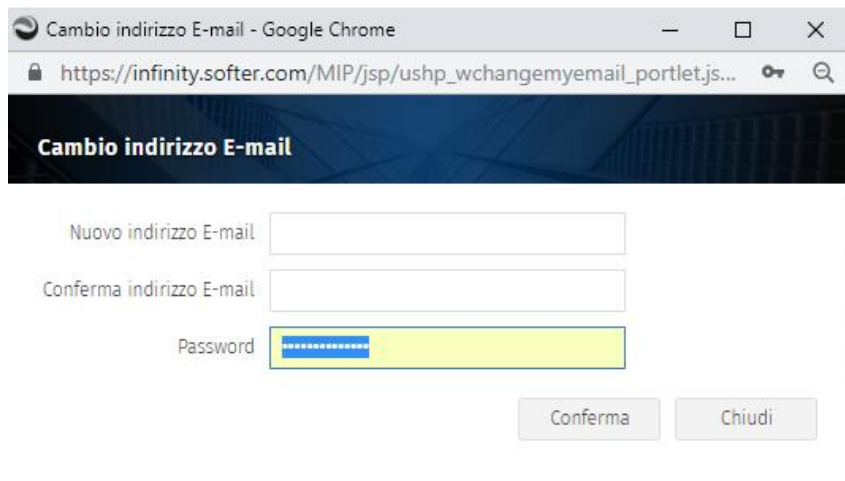 Cambio indirizzo E-mail - Google Chrome
https://infinity.softer.com/MIP/jsp/ushp_wchangemyemail_portlet.js...
Cambio indirizzo E-mail
Nuovo indirizzo E-mail
Conferma indirizzo E-mail
Password ••••••••••••••
Conferma Chiudi